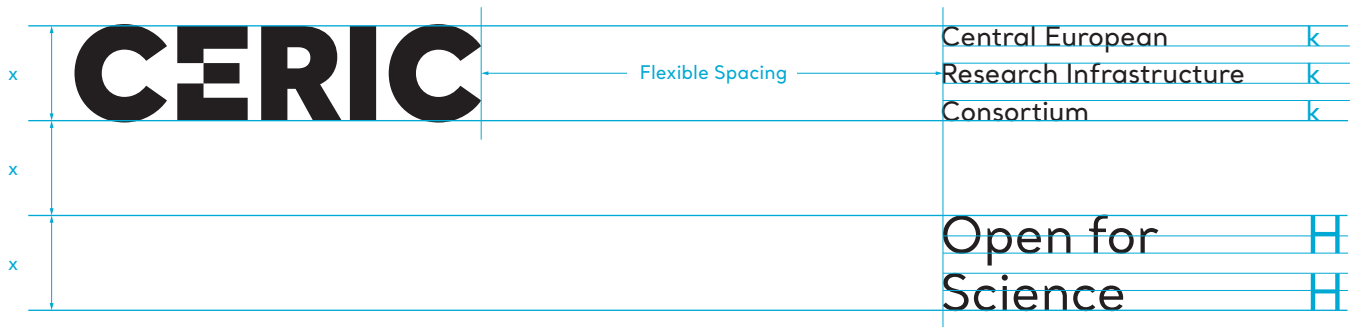 CERIC
x
Flexible Spacing
Central European
k
Research Infrastructure
k
Consortium
k
x
x
Open for
H
Science
H